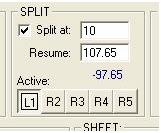 SPLIT
Split at: 10
Resume: 107.65
-97.65
Active:
L1 R2 R3 R4 R5
SHEET: